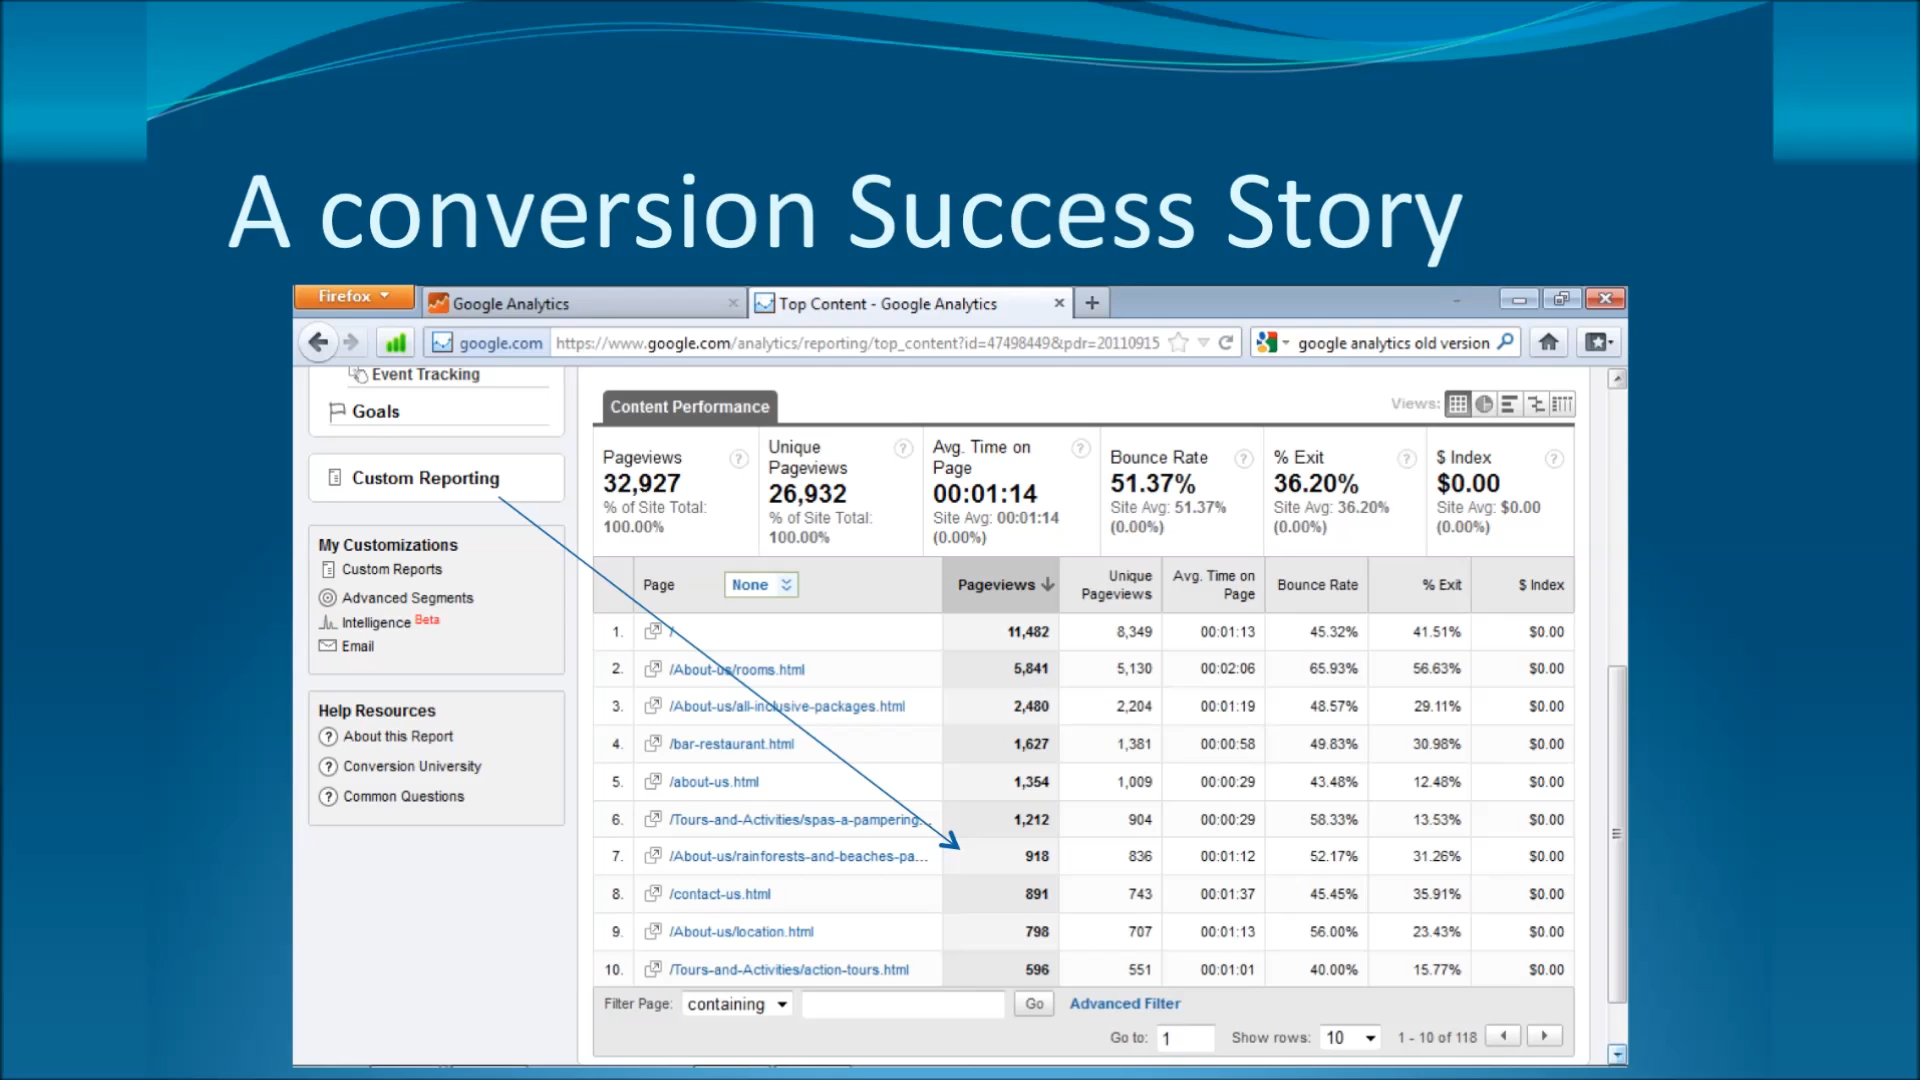 A conversion Success Story
Firefox
Google Analytics
Top Content - Google Analytics
google.com
https://www.google.com/analytics/reporting/top_content?id=47498449&pdr=20110915
google analytics old version
Event Tracking
Goals
Custom Reporting
My Customizations
Custom Reports
Advanced Segments
Intelligence Beta
Email
Help Resources
About this Report
Conversion University
Common Questions
Content Performance
Views:
Pageviews
32,927
% of Site Total:
100.00%
Unique
Pageviews
26,932
% of Site Total:
100.00%
Avg. Time on
Page
00:01:14
Site Avg: 00:01:14
(0.00%)
Bounce Rate
51.37%
Site Avg: 51.37%
(0.00%)
% Exit
36.20%
Site Avg: 36.20%
(0.00%)
$ Index
$0.00
Site Avg: $0.00
(0.00%)
Page None Pageviews Unique Pageviews Avg. Time on Page Bounce Rate % Exit $ Index
1. / 11,482 8,349 00:01:13 45.32% 41.51% $0.00
2. /About-us/rooms.html 5,841 5,130 00:02:06 65.93% 56.63% $0.00
3. /About-us/all-inclusive-packages.html 2,480 2,204 00:01:19 48.57% 29.11% $0.00
4. /bar-restaurant.html 1,627 1,381 00:00:58 49.83% 30.98% $0.00
5. /about-us.html 1,354 1,009 00:00:29 43.48% 12.48% $0.00
6. /Tours-and-Activities/spas-a-pampering... 1,212 904 00:00:29 58.33% 13.53% $0.00
7. /About-us/rainforests-and-beaches-pa... 918 836 00:01:12 52.17% 31.26% $0.00
8. /contact-us.html 891 743 00:01:37 45.45% 35.91% $0.00
9. /About-us/location.html 798 707 00:01:13 56.00% 23.43% $0.00
10. /Tours-and-Activities/action-tours.html 596 551 00:01:01 40.00% 15.77% $0.00
Filter Page: containing Go Advanced Filter
Go to: 1 Show rows: 10 1 - 10 of 118